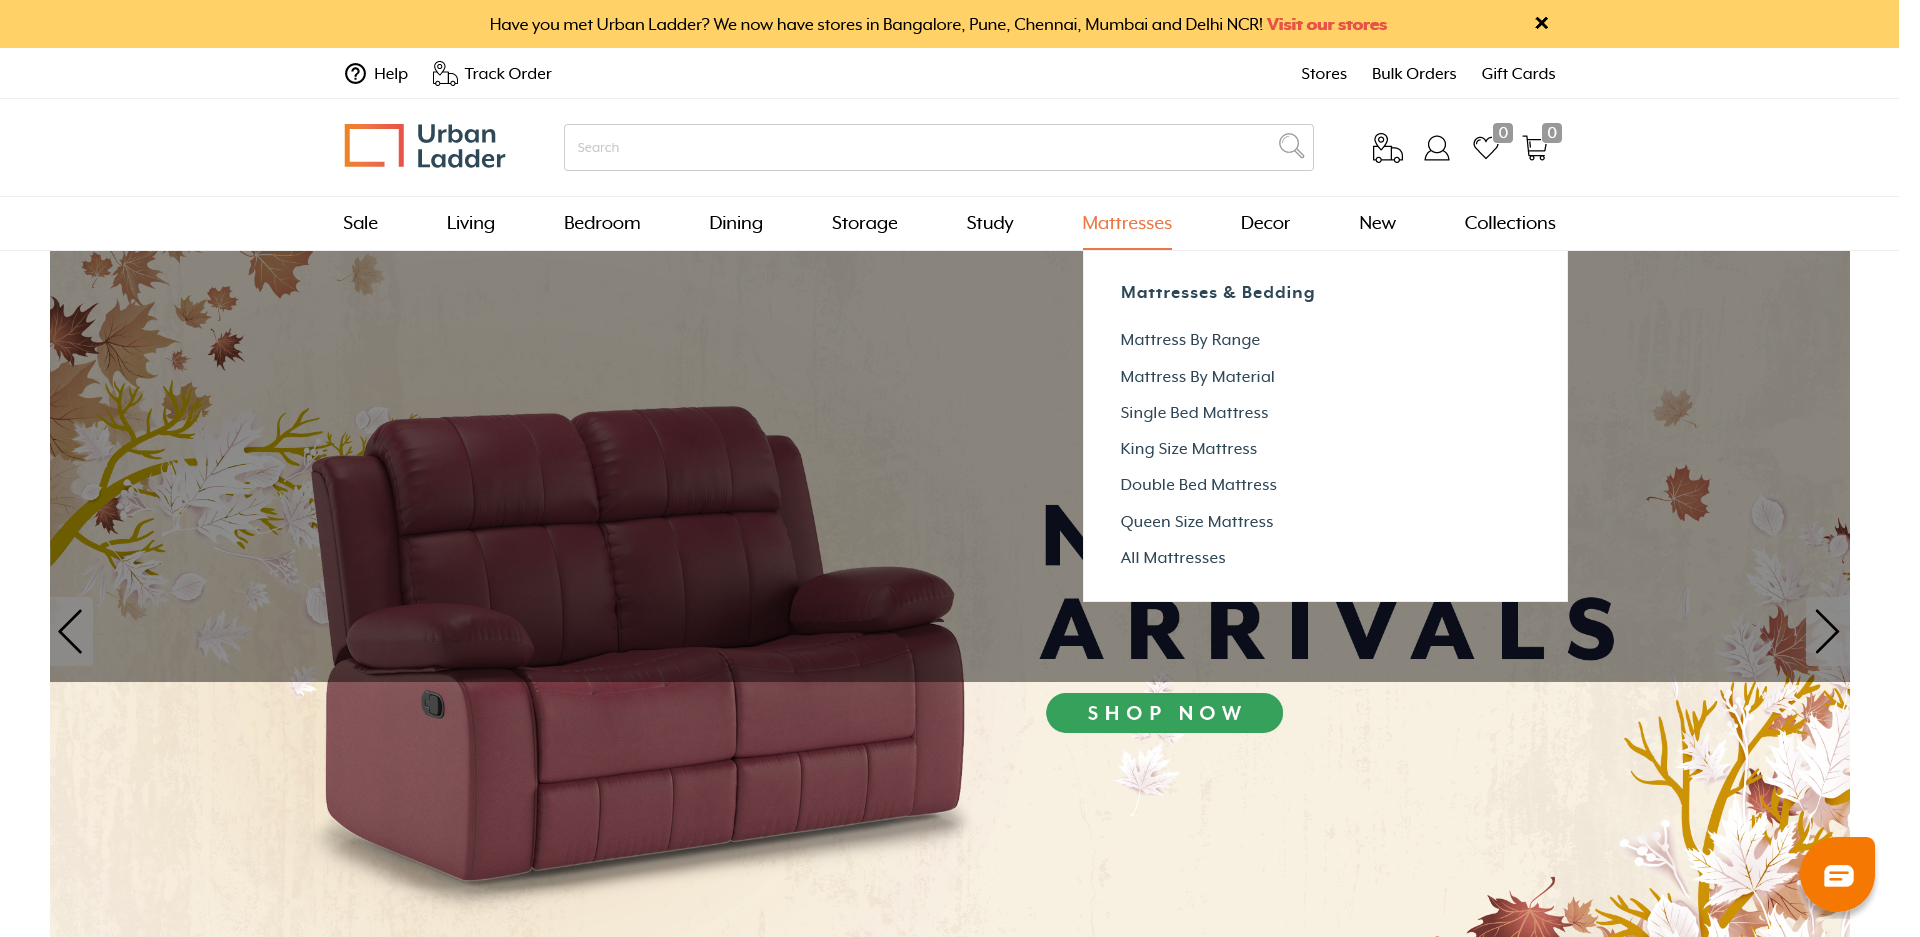 Have you met Urban Ladder? We now have stores in Bangalore, Pune, Chennai, Mumbai and Delhi NCR! Visit our stores
Help
Track Order
Stores
Bulk Orders
Gift Cards
Urban
Ladder
Search
0
0
Sale
Living
Bedroom
Dining
Storage
Study
Mattresses
Decor
New
Collections
Mattresses & Bedding
Mattress By Range
Mattress By Material
Single Bed Mattress
King Size Mattress
Double Bed Mattress
Queen Size Mattress
All Mattresses
ARRIVALS
SHOP NOW